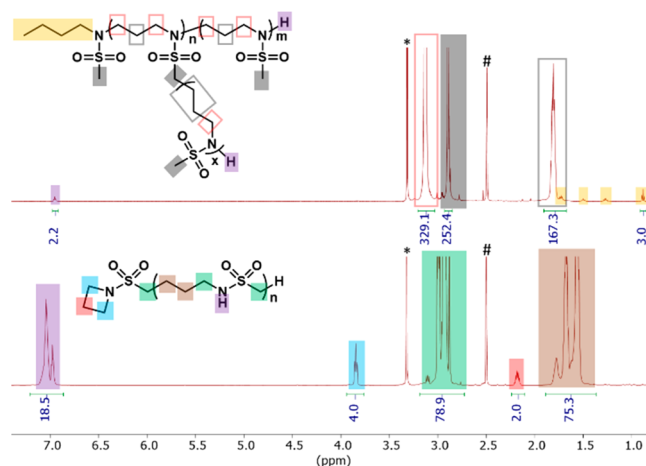 H
N N N
n m
O=S=O O=S=O O=S=O
O
S
N
x H
O
* #
2.2 329.1 252.4 167.3 3.0
O O O O
N S N S H
H n
* #
18.5 4.0 78.9 2.0 75.3
7.0 6.5 6.0 5.5 5.0 4.5 4.0 3.5 3.0 2.5 2.0 1.5 1.0
(ppm)